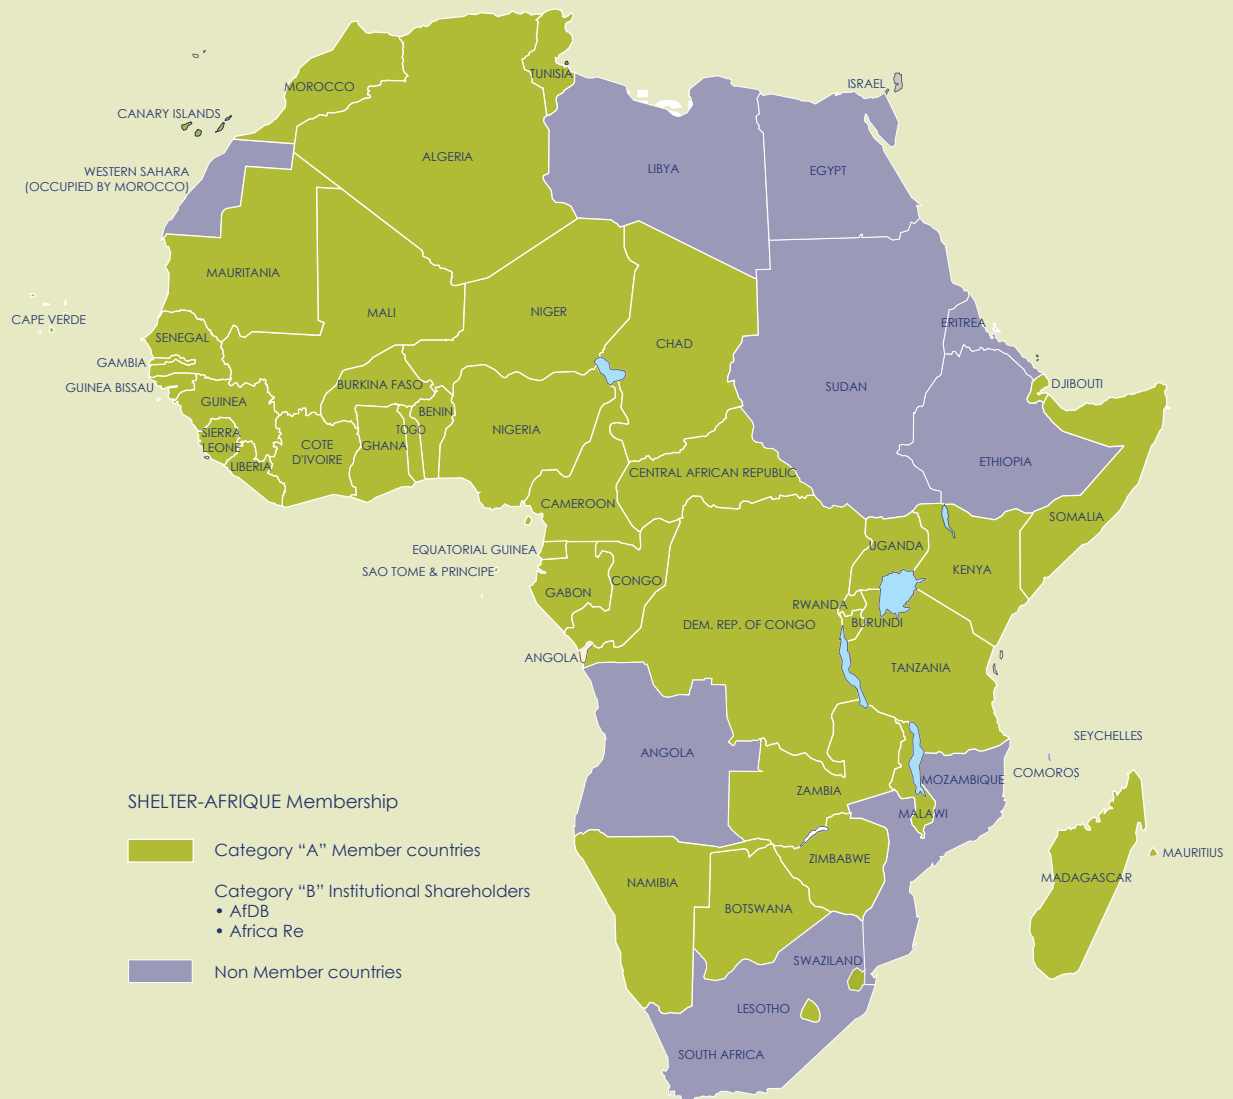 ISRAEL
TUNISIA
MOROCCO
CANARY ISLANDS
ALGERIA
LIBYA
EGYPT
WESTERN SAHARA
(OCCUPIED BY MOROCCO)
MAURITANIA
MALI
NIGER
CAPE VERDE
ERITREA
SENEGAL
CHAD
GAMBIA
GUINEA BISSAU
BURKINA FASO
SUDAN
DJIBOUTI
GUINEA
BENIN
TOGO
NIGERIA
SIERRA
LEONE
COTE
D'IVOIRE
GHANA
LIBERIA
ETHIOPIA
CENTRAL AFRICAN REPUBLIC
CAMEROON
SOMALIA
EQUATORIAL GUINEA
UGANDA
SAO TOME & PRINCIPE
KENYA
CONGO
GABON
RWANDA
DEM. REP. OF CONGO
BURUNDI
ANGOLA
TANZANIA
SEYCHELLES
ANGOLA
COMOROS
MOZAMBIQUE
ZAMBIA
MALAWI
MAURITIUS
ZIMBABWE
MADAGASCAR
NAMIBIA
BOTSWANA
SWAZILAND
LESOTHO
SOUTH AFRICA
SHELTER-AFRIQUE Membership
Category “A” Member countries
Category “B” Institutional Shareholders
• AfDB
• Africa Re
Non Member countries